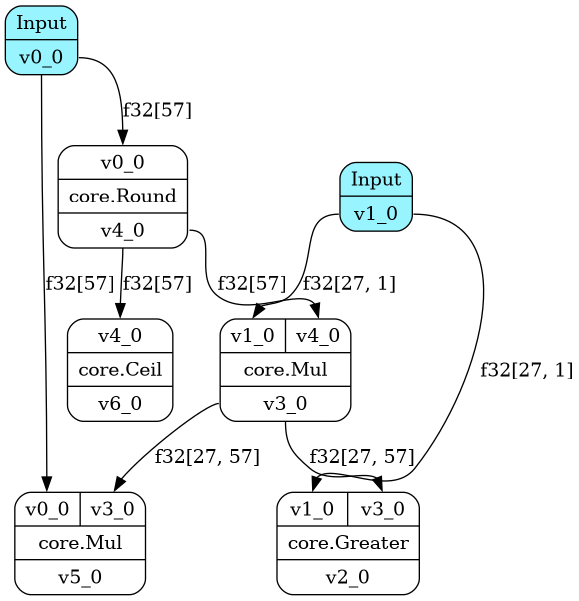 Input
v0_0
f32[57]
v0_0
core.Round
v4_0
Input
v1_0
f32[57]
f32[57]
f32[57]
f32[27, 1]
v4_0
core.Ceil
v6_0
v1_0 v4_0
core.Mul
v3_0
f32[27, 1]
f32[27, 57]
f32[27, 57]
v0_0 v3_0
core.Mul
v5_0
v1_0 v3_0
core.Greater
v2_0